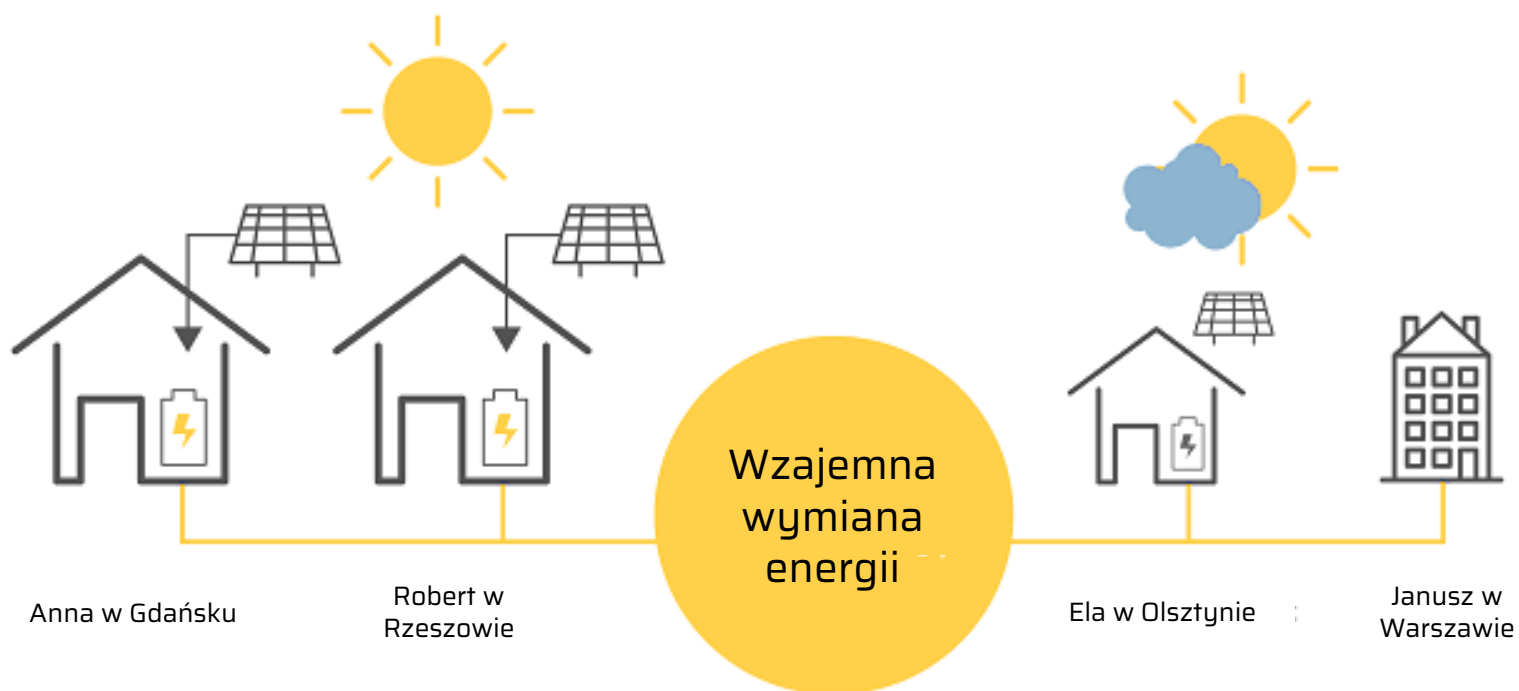 Wzajemna
wymiana
energii
Anna w Gdańsku
Robert w
Rzeszowie
Ela w Olsztynie
Janusz w
Warszawie